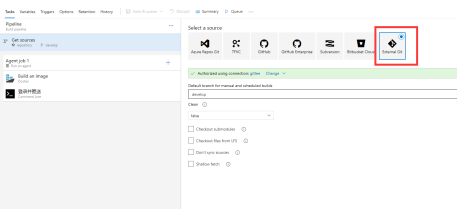 Tasks Variables Triggers Options Retention History Save & queue Discard Summary Queue ...
Pipeline
Build pipeline
Get sources
repository develop
Agent job 1
Run on agent
Build an image
Docker
Command Line
Select a source
Azure Repos Git TFVC GitHub GitHub Enterprise Subversion Bitbucket Cloud External Git
Authorized using connection: gitee Change
Default branch for manual and scheduled builds
develop
Clean
false
Checkout submodules
Checkout files from LFS
Don't sync sources
Shallow fetch